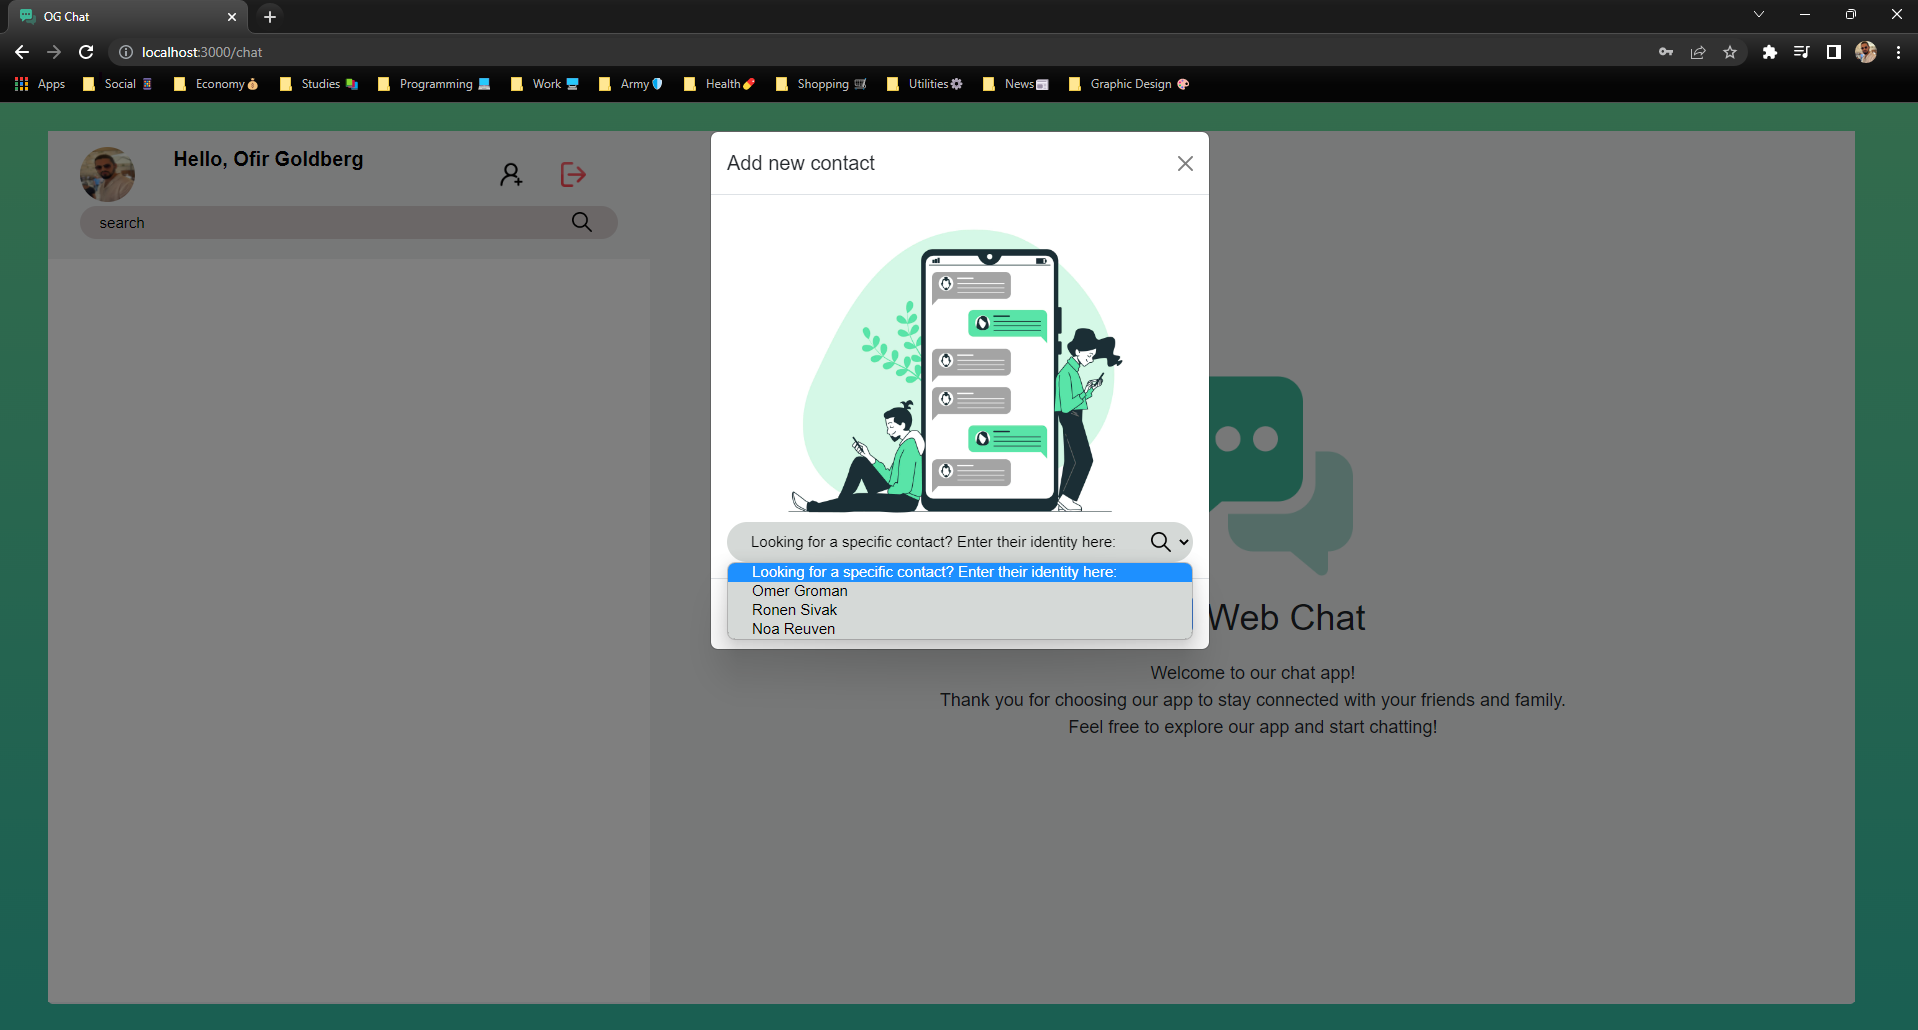 OG Chat
localhost:3000/chat
Apps
Social
Economy
Studies
Programming
Work
Army
Health
Shopping
Utilities
News
Graphic Design
Hello, Ofir Goldberg
search
Add new contact
Looking for a specific contact? Enter their identity here:
Looking for a specific contact? Enter their identity here:
Omer Groman
Ronen Sivak
Noa Reuven
Web Chat
Welcome to our chat app!
Thank you for choosing our app to stay connected with your friends and family.
Feel free to explore our app and start chatting!